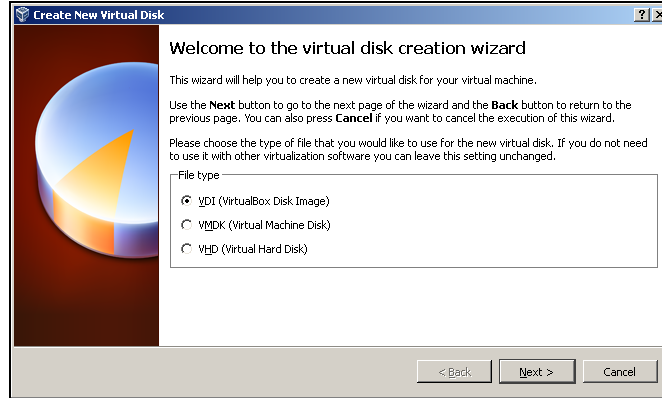 Create New Virtual Disk
Welcome to the virtual disk creation wizard
This wizard will help you to create a new virtual disk for your virtual machine.
Use the Next button to go to the next page of the wizard and the Back button to return to the
previous page. You can also press Cancel if you want to cancel the execution of this wizard.
Please choose the type of file that you would like to use for the new virtual disk. If you do not need
to use it with other virtualization software you can leave this setting unchanged.
File type
VDI (VirtualBox Disk Image)
VMDK (Virtual Machine Disk)
VHD (Virtual Hard Disk)
< Back Next > Cancel